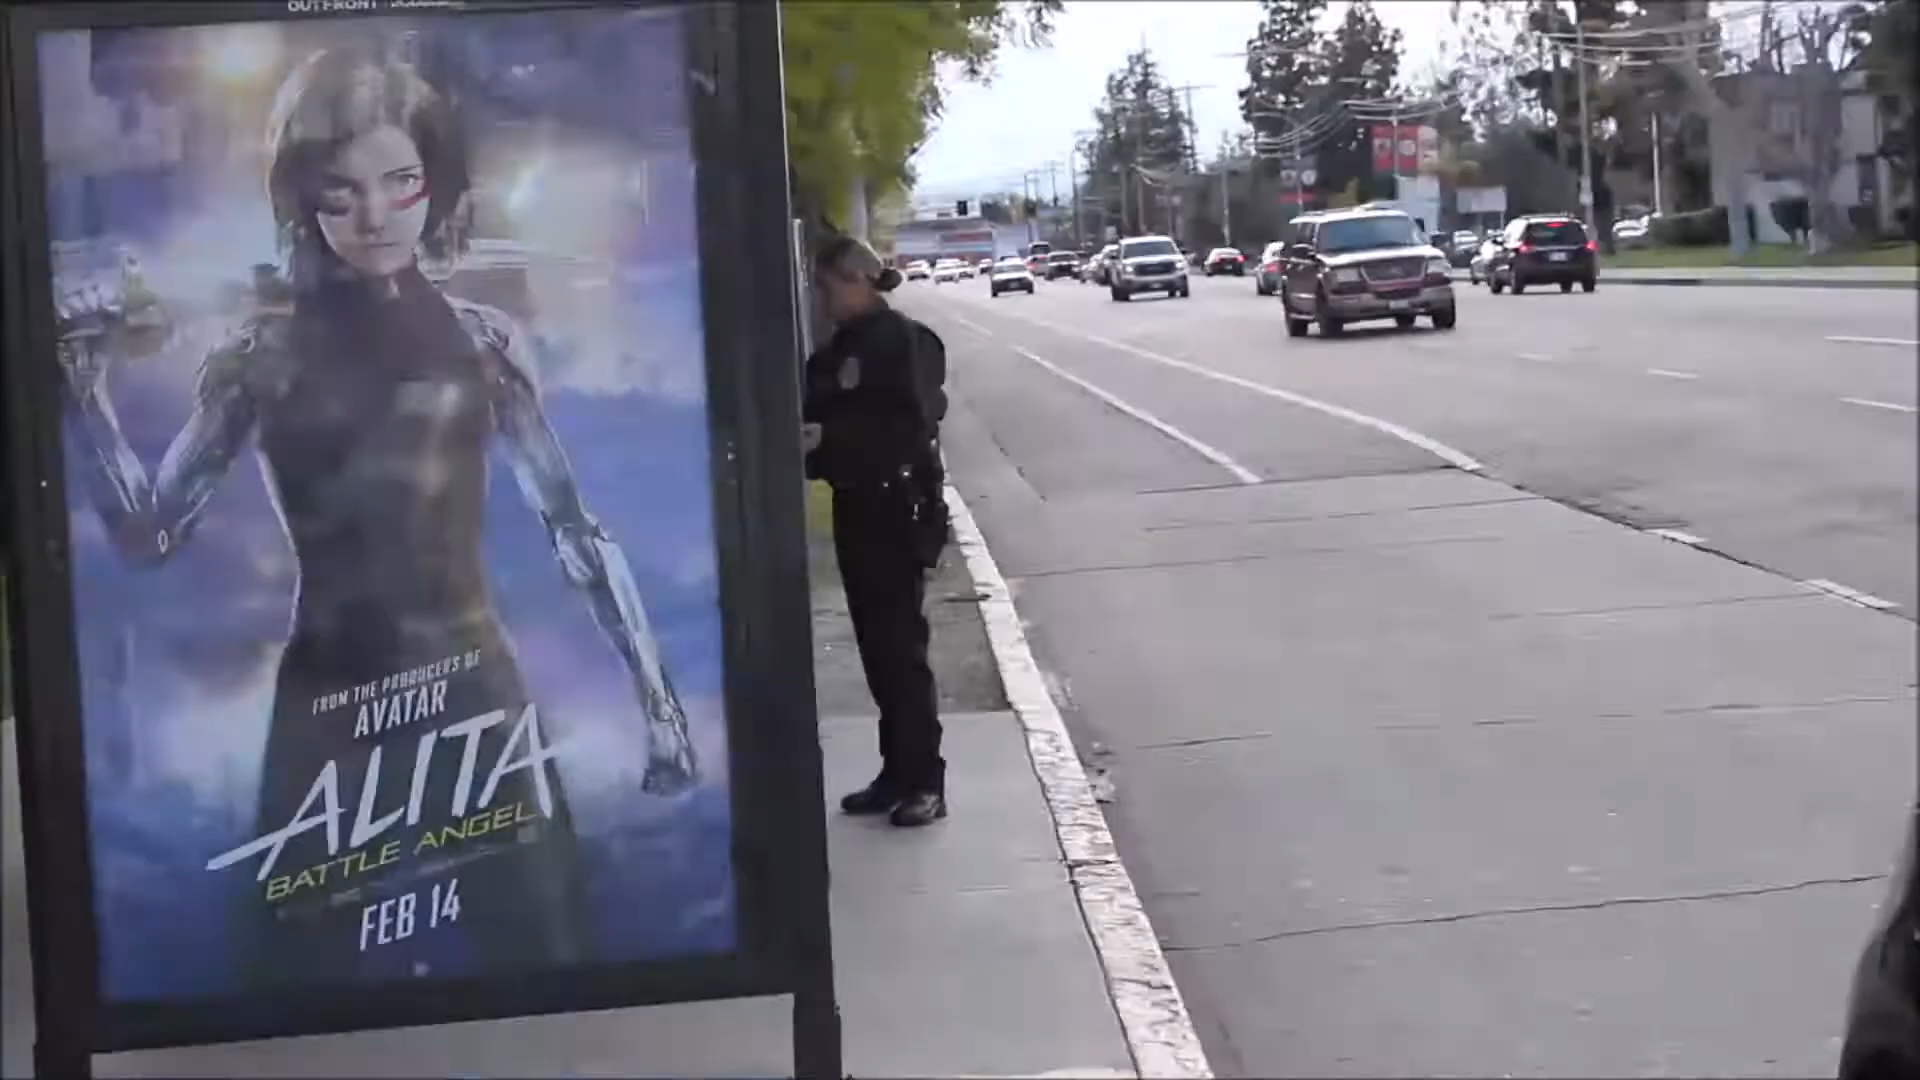 OUTFRONT
FROM THE PRODUCERS OF
AVATAR
ALITA
BATTLE ANGEL
FEB 14